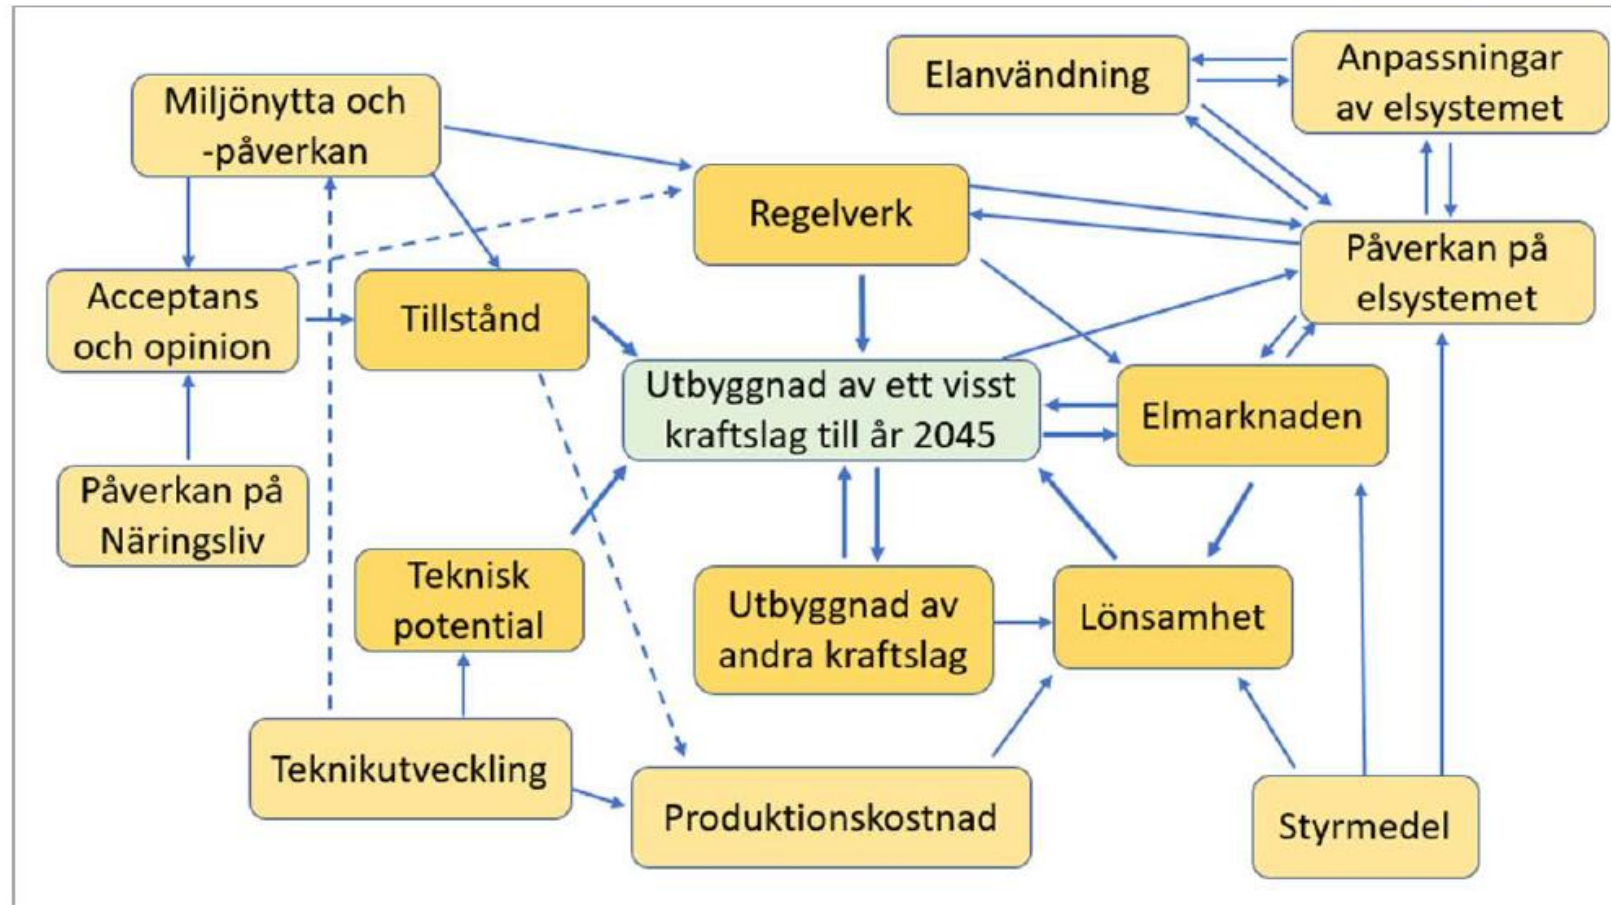 Miljönytta och
-påverkan
Elanvändning
Anpassningar
av elsystemet
Regelverk
Påverkan på
elsystemet
Acceptans
och opinion
Tillstånd
Utbyggnad av ett visst
kraftslag till år 2045
Elmarknaden
Påverkan på
Näringsliv
Teknisk
potential
Utbyggnad av
andra kraftslag
Lönsamhet
Teknikutveckling
Produktionskostnad
Styrmedel